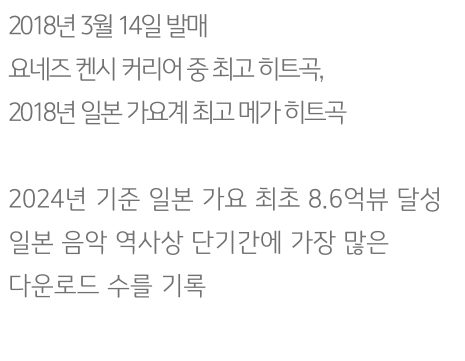 2018년 3월 14일 발매
요네즈 켄시 커리어 중 최고 히트곡,
2018년 일본 가요계 최고 메가 히트곡
2024년 기준 일본 가요 최초 8.6억뷰 달성
일본 음악 역사상 단기간에 가장 많은
다운로드 수를 기록